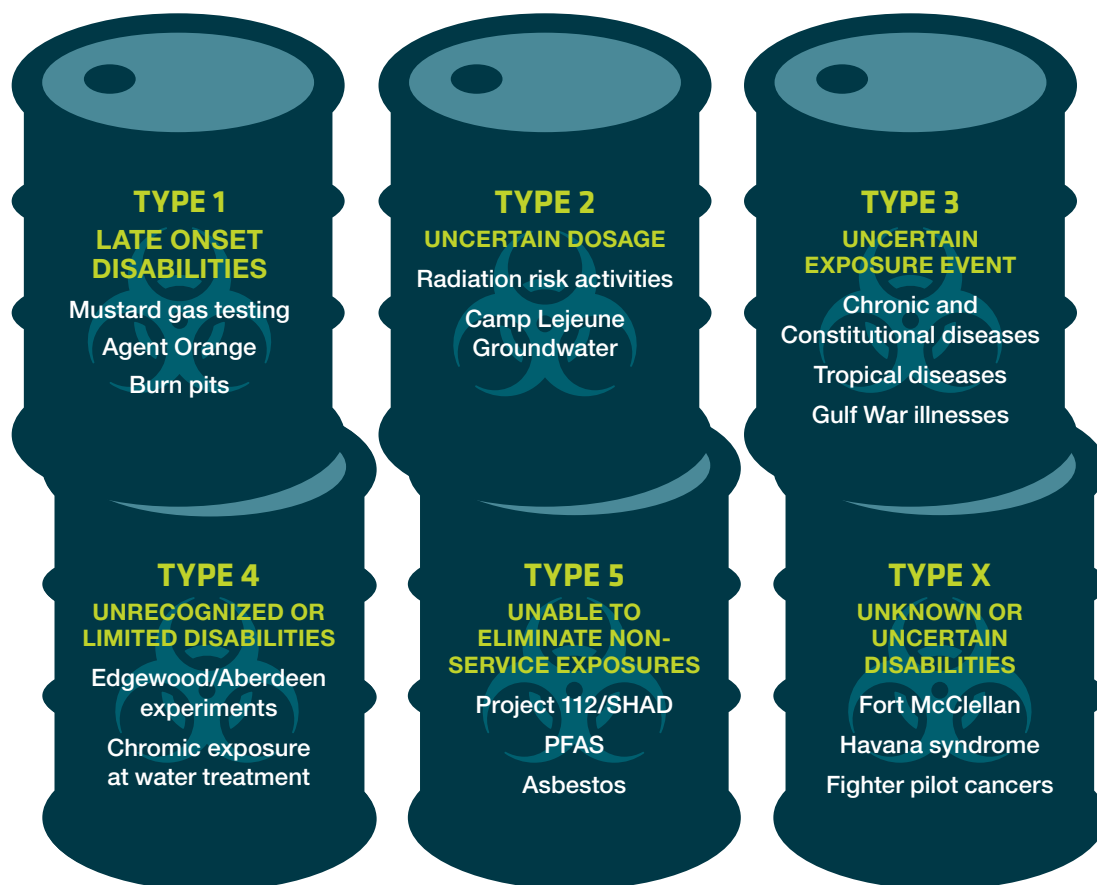 TYPE 1
LATE ONSET
DISABILITIES
Mustard gas testing
Agent Orange
Burn pits
TYPE 2
UNCERTAIN DOSAGE
Radiation risk activities
Camp Lejeune
Groundwater
TYPE 3
UNCERTAIN
EXPOSURE EVENT
Chronic and
Constitutional diseases
Tropical diseases
Gulf War illnesses
TYPE 4
UNRECOGNIZED OR
LIMITED DISABILITIES
Edgewood/Aberdeen
experiments
Chromic exposure
at water treatment
TYPE 5
UNABLE TO
ELIMINATE NON-
SERVICE EXPOSURES
Project 112/SHAD
PFAS
Asbestos
TYPE X
UNKNOWN OR
UNCERTAIN
DISABILITIES
Fort McClellan
Havana syndrome
Fighter pilot cancers